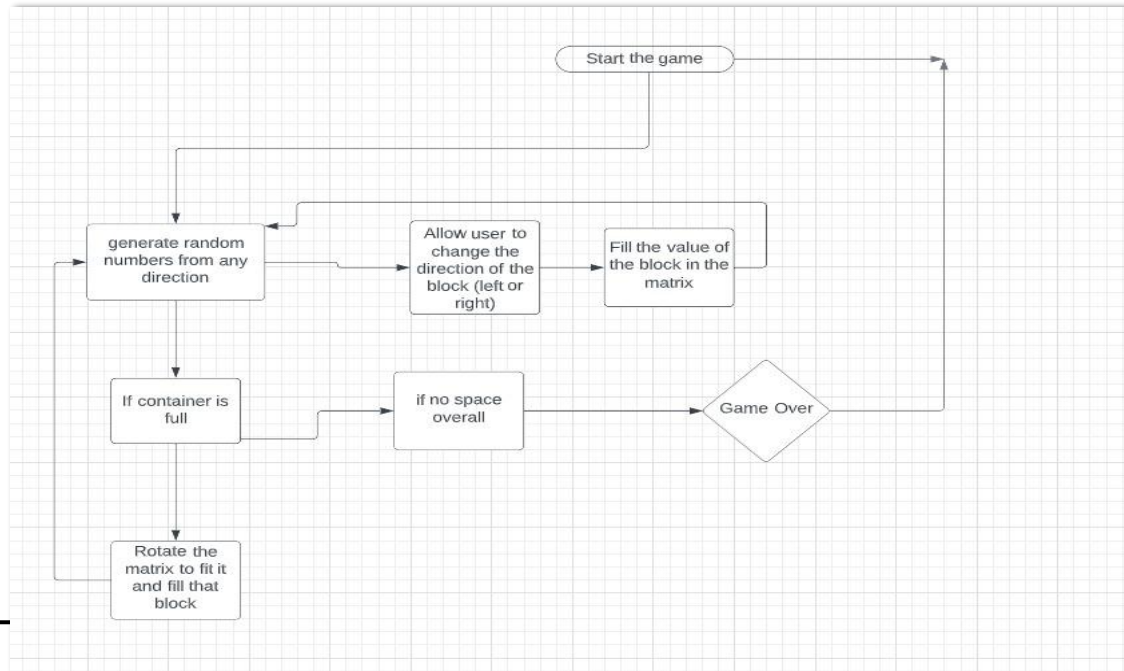 Start the game
generate random
numbers from any
direction
Allow user to
change the
direction of the
block (left or
right)
Fill the value of
the block in the
matrix
If container is
full
if no space
overall
Game Over
Rotate the
matrix to fit it
and fill that
block